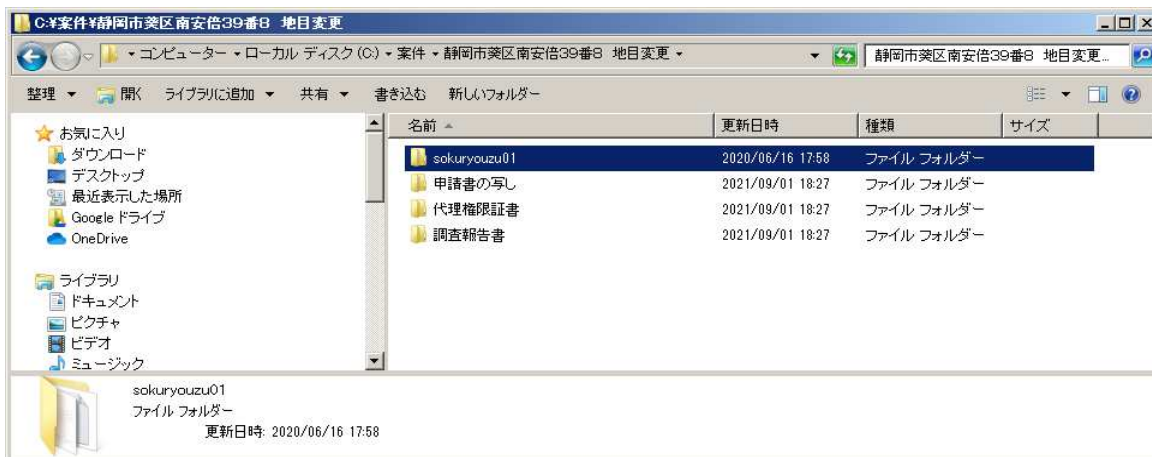 C:¥案件¥静岡市葵区南安倍39番8 地目変更
コンピューター ローカル ディスク (C:) 案件 静岡市葵区南安倍39番8 地目変更
静岡市葵区南安倍39番8 地目変更...
整理 開く ライブラリに追加 共有 書き込む 新しいフォルダー
名前 更新日時 種類 サイズ
お気に入り
ダウンロード
デスクトップ
最近表示した場所
Google ドライブ
OneDrive
ライブラリ
ドキュメント
ピクチャ
ビデオ
ミュージック
sokuryouzu01 2020/06/16 17:58 ファイル フォルダー
申請書の写し 2021/09/01 18:27 ファイル フォルダー
代理権限証書 2021/09/01 18:27 ファイル フォルダー
調査報告書 2021/09/01 18:27 ファイル フォルダー
sokuryouzu01
ファイル フォルダー
更新日時: 2020/06/16 17:58